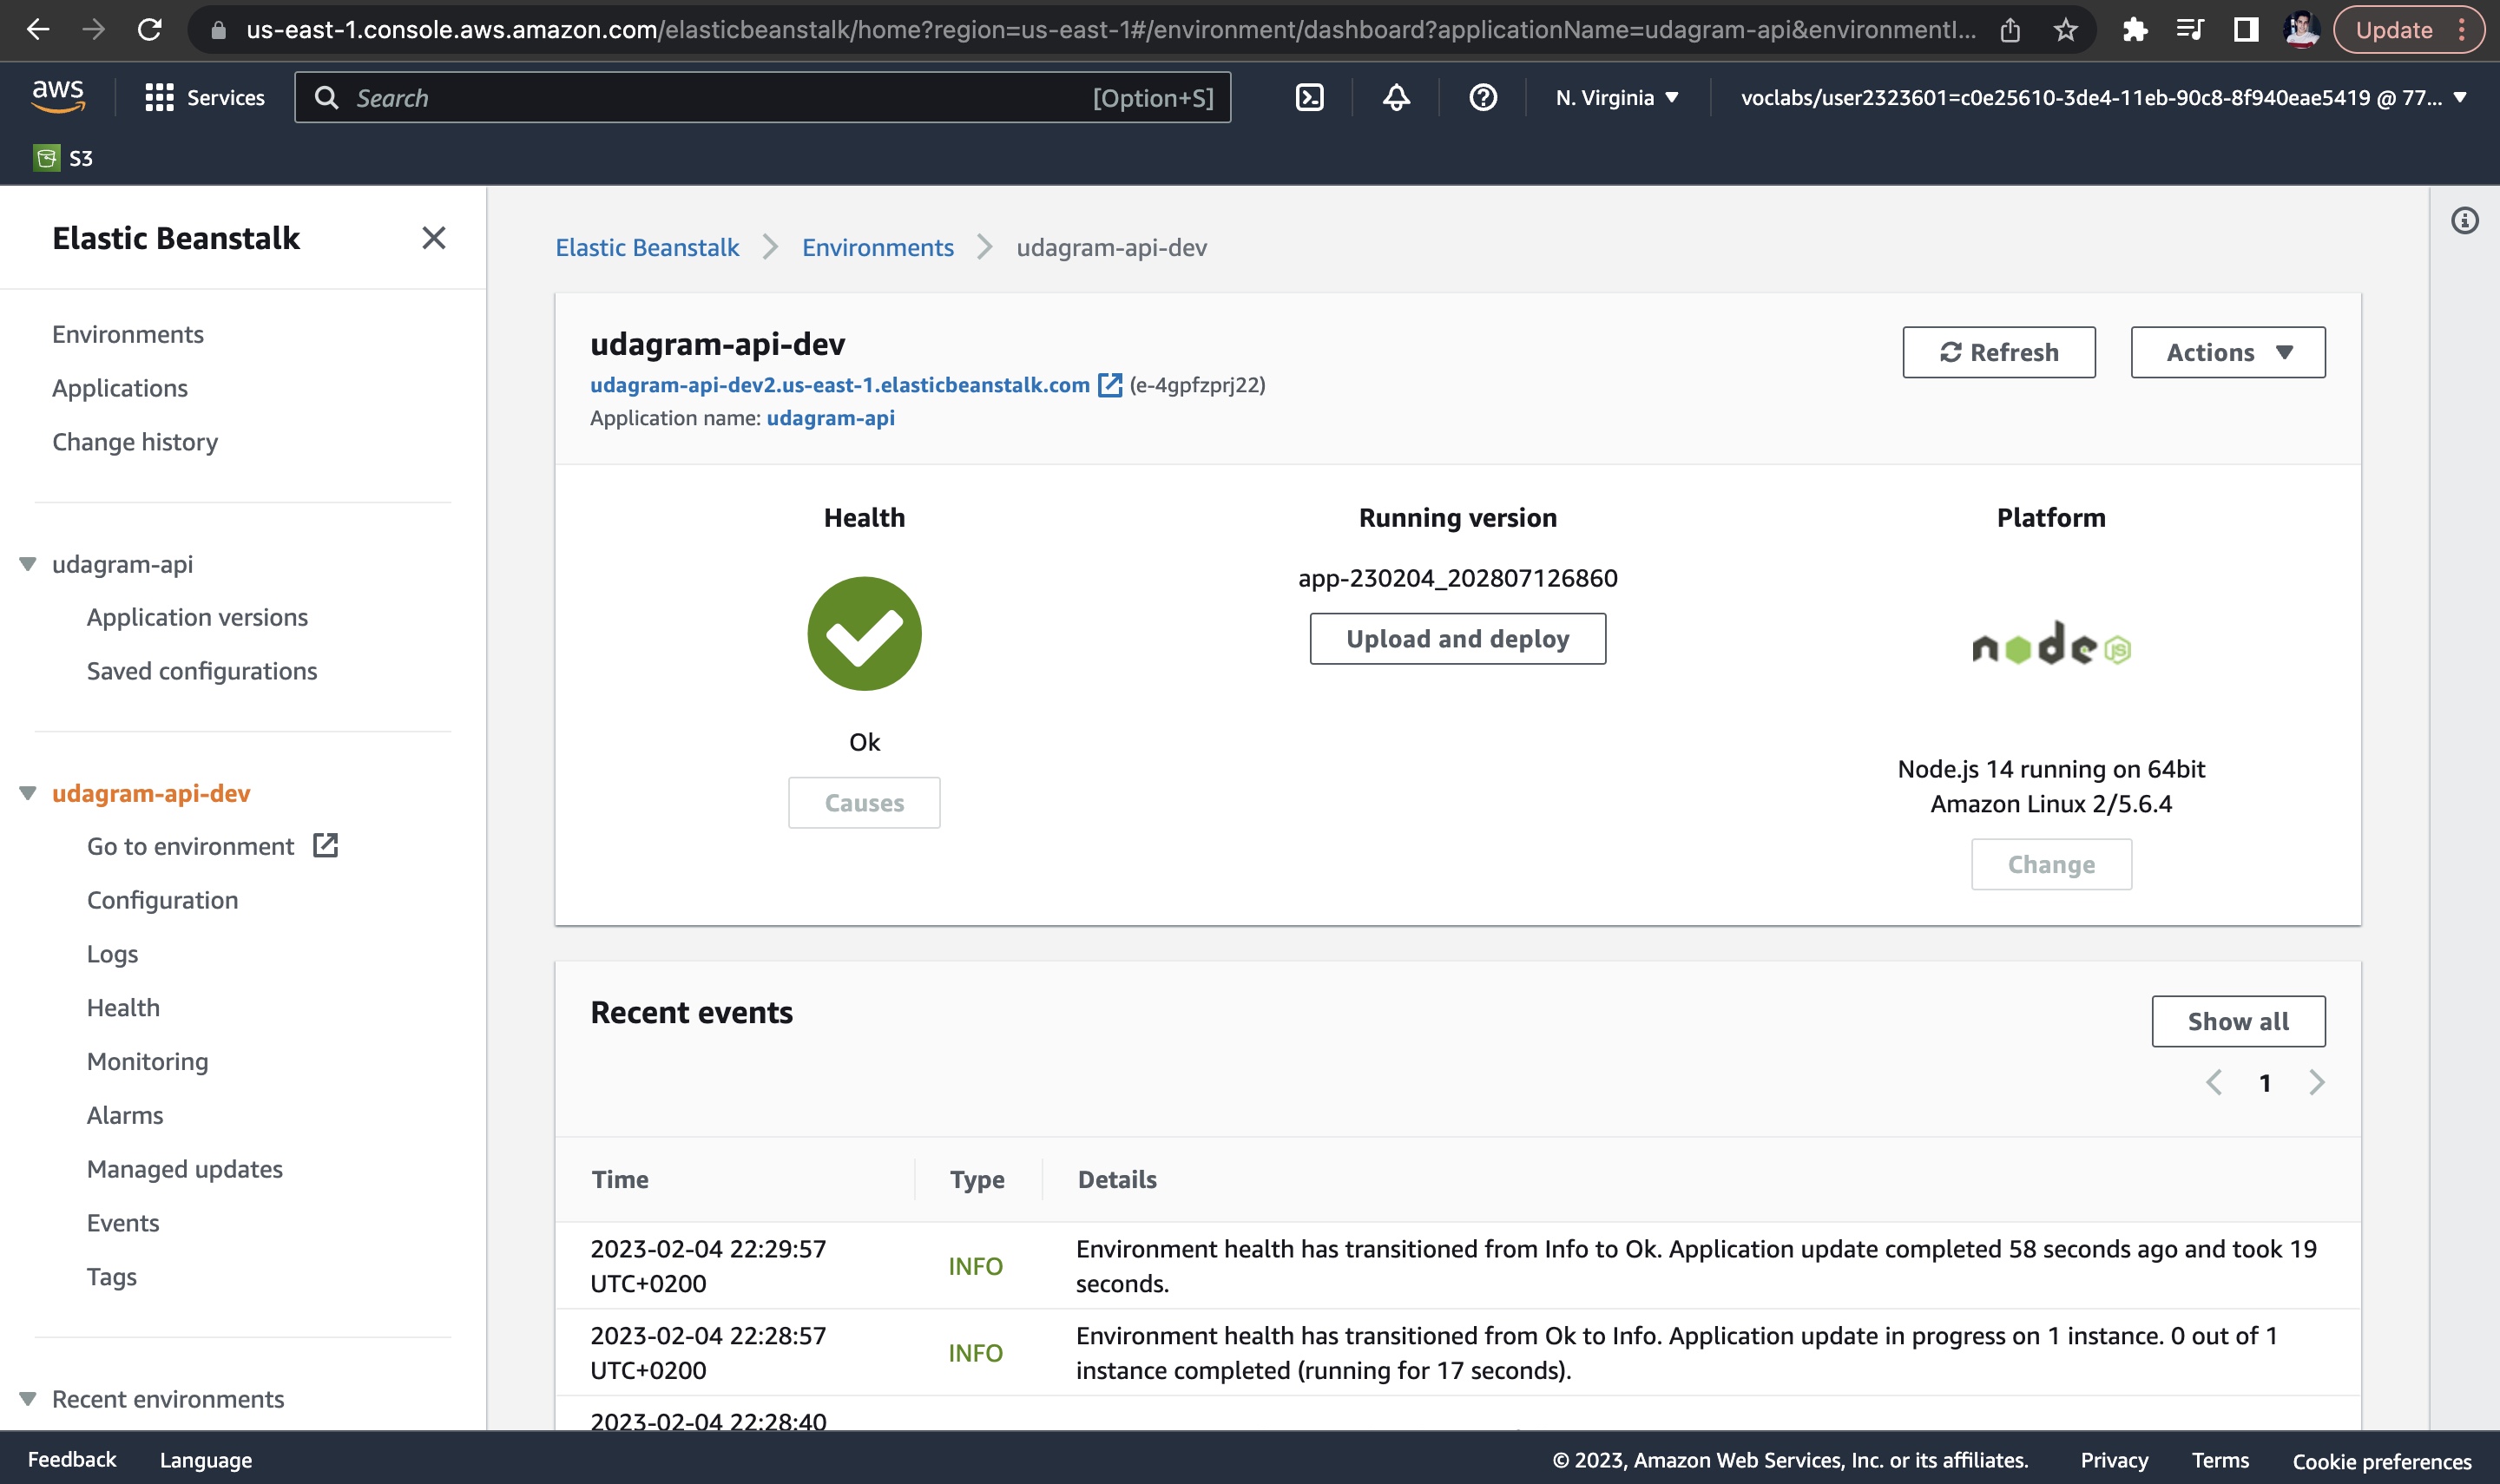 us-east-1.console.aws.amazon.com/elasticbeanstalk/home?region=us-east-1#/environment/dashboard?applicationName=udagram-api&environmentI...
Update
aws
Services
Search
[Option+S]
N. Virginia
voclabs/user2323601=c0e25610-3de4-11eb-90c8-8f940eae5419 @ 77...
S3
Elastic Beanstalk
Environments
Applications
Change history
udagram-api
Application versions
Saved configurations
udagram-api-dev
Go to environment
Configuration
Logs
Health
Monitoring
Alarms
Managed updates
Events
Tags
Recent environments
Elastic Beanstalk
Environments
udagram-api-dev
udagram-api-dev
udagram-api-dev2.us-east-1.elasticbeanstalk.com (e-4gpfzprj22)
Application name: udagram-api
Refresh
Actions
Health
Ok
Causes
Running version
app-230204_202807126860
Upload and deploy
Platform
node JS
Node.js 14 running on 64bit
Amazon Linux 2/5.6.4
Change
Recent events
Show all
1
Time
Type
Details
2023-02-04 22:29:57
UTC+0200
INFO
Environment health has transitioned from Info to Ok. Application update completed 58 seconds ago and took 19
seconds.
2023-02-04 22:28:57
UTC+0200
INFO
Environment health has transitioned from Ok to Info. Application update in progress on 1 instance. 0 out of 1
instance completed (running for 17 seconds).
2023-02-04 22:28:40
Feedback
Language
© 2023, Amazon Web Services, Inc. or its affiliates.
Privacy
Terms
Cookie preferences